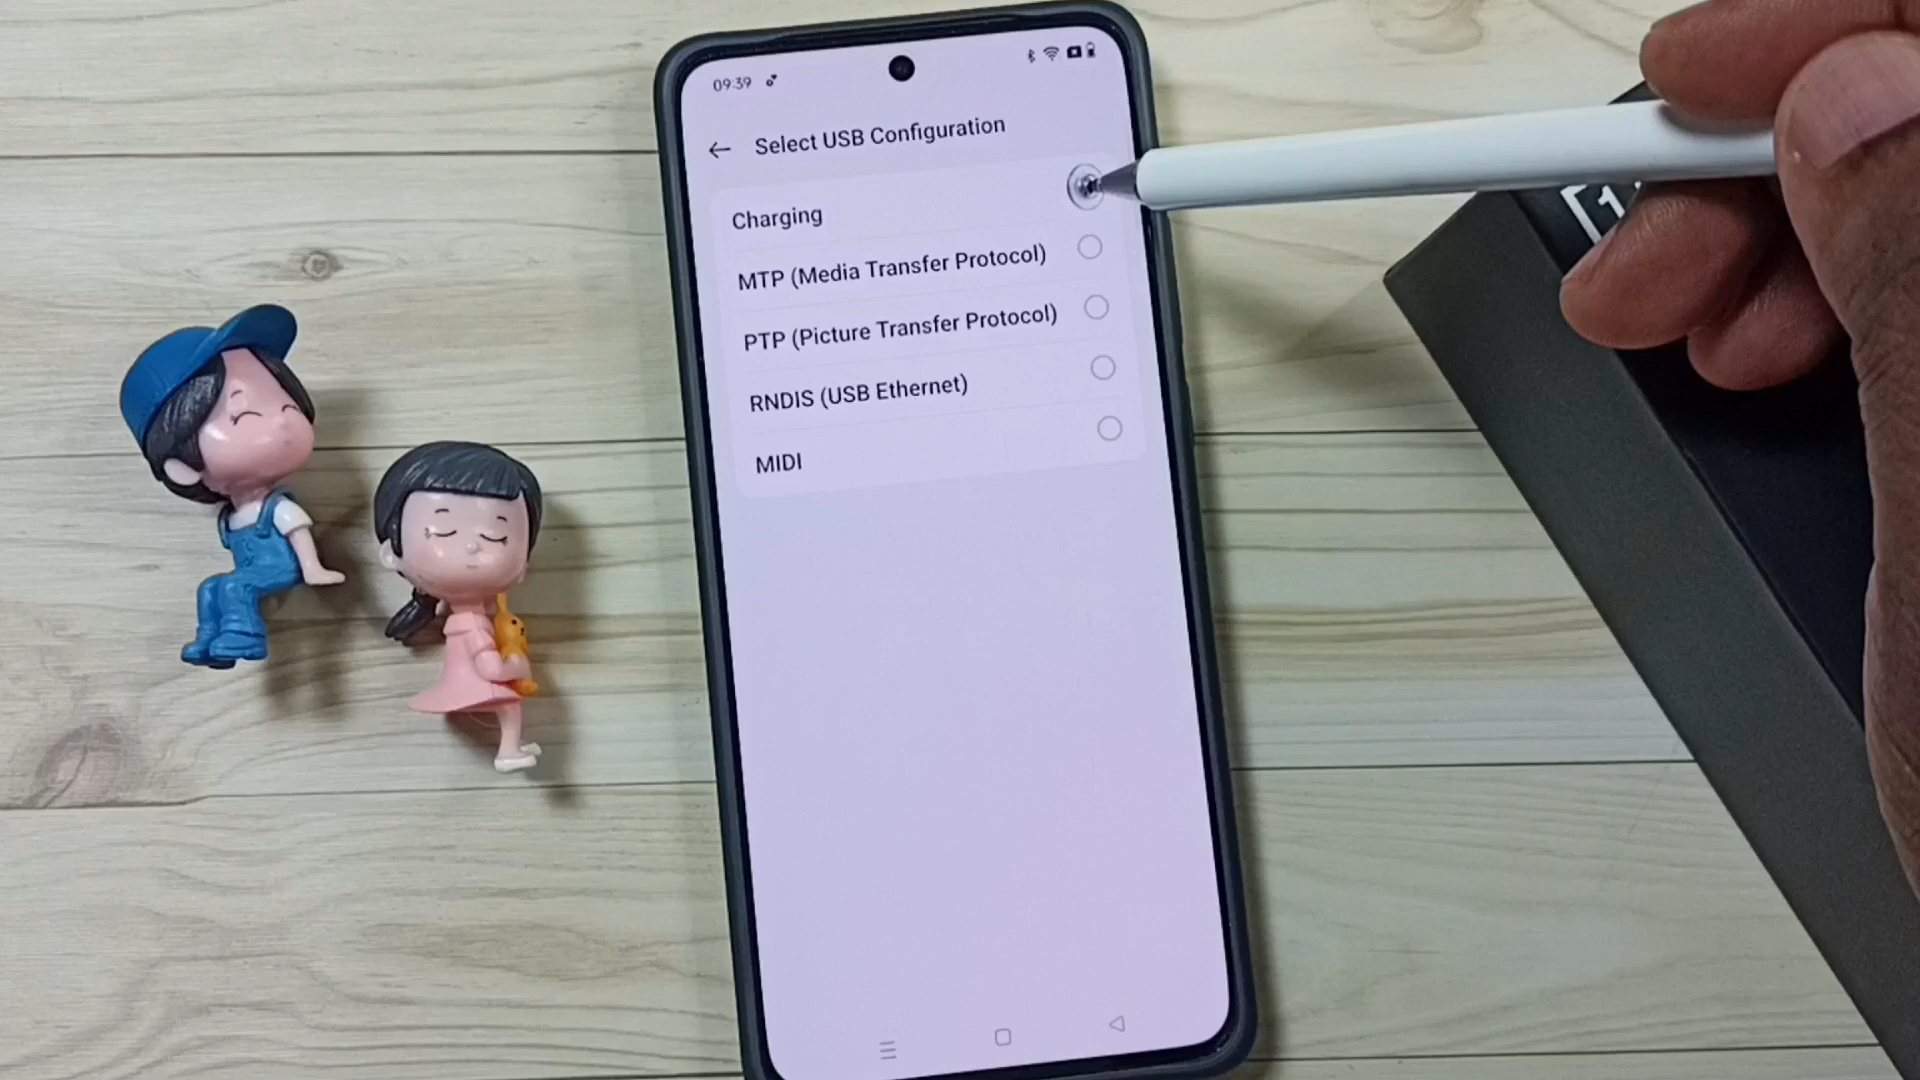 09:39
Select USB Configuration
Charging
MTP (Media Transfer Protocol)
PTP (Picture Transfer Protocol)
RNDIS (USB Ethernet)
MIDI